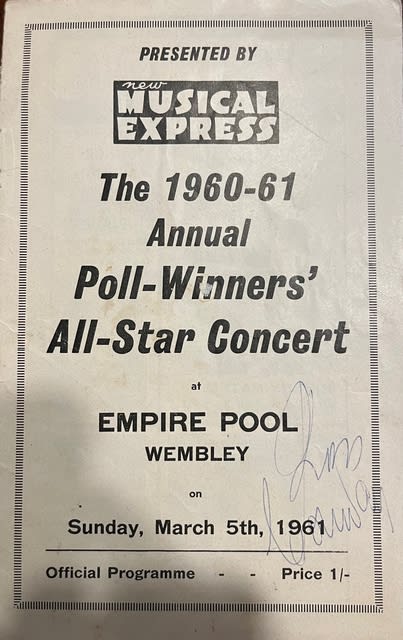 PRESENTED BY
new
MUSICAL
EXPRESS
The 1960-61
Annual
Poll-Winners'
All-Star Concert
at
EMPIRE POOL
WEMBLEY
on
Sunday, March 5th, 1961
Official Programme - - Price 1/-